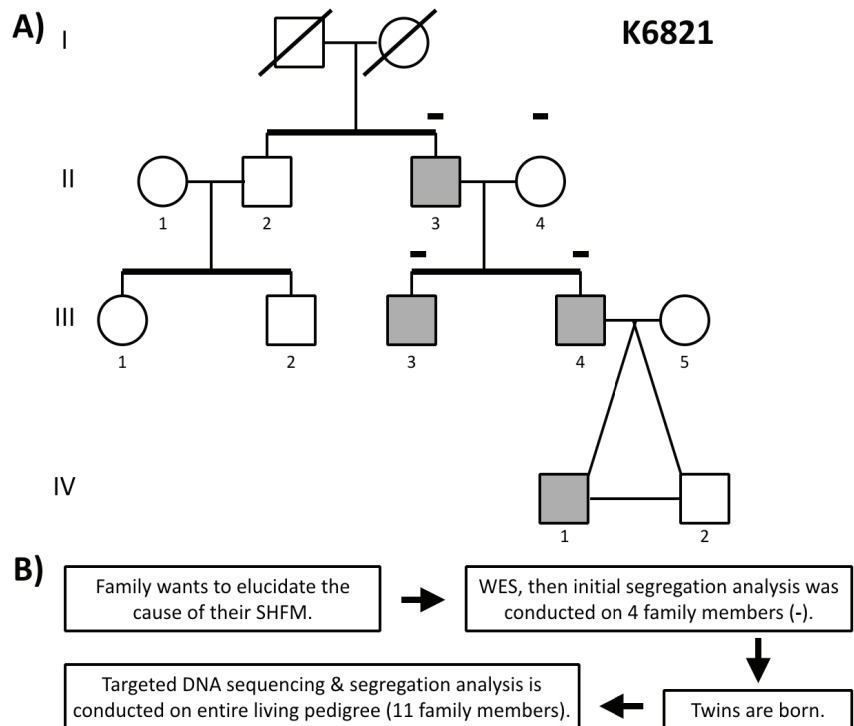 A)
I
K6821
II
1
2
3
4
III
1
2
3
4
5
IV
1
2
B)
Family wants to elucidate the
cause of their SHFM.
WES, then initial segregation analysis was
conducted on 4 family members (-).
Targeted DNA sequencing & segregation analysis is
conducted on entire living pedigree (11 family members).
Twins are born.